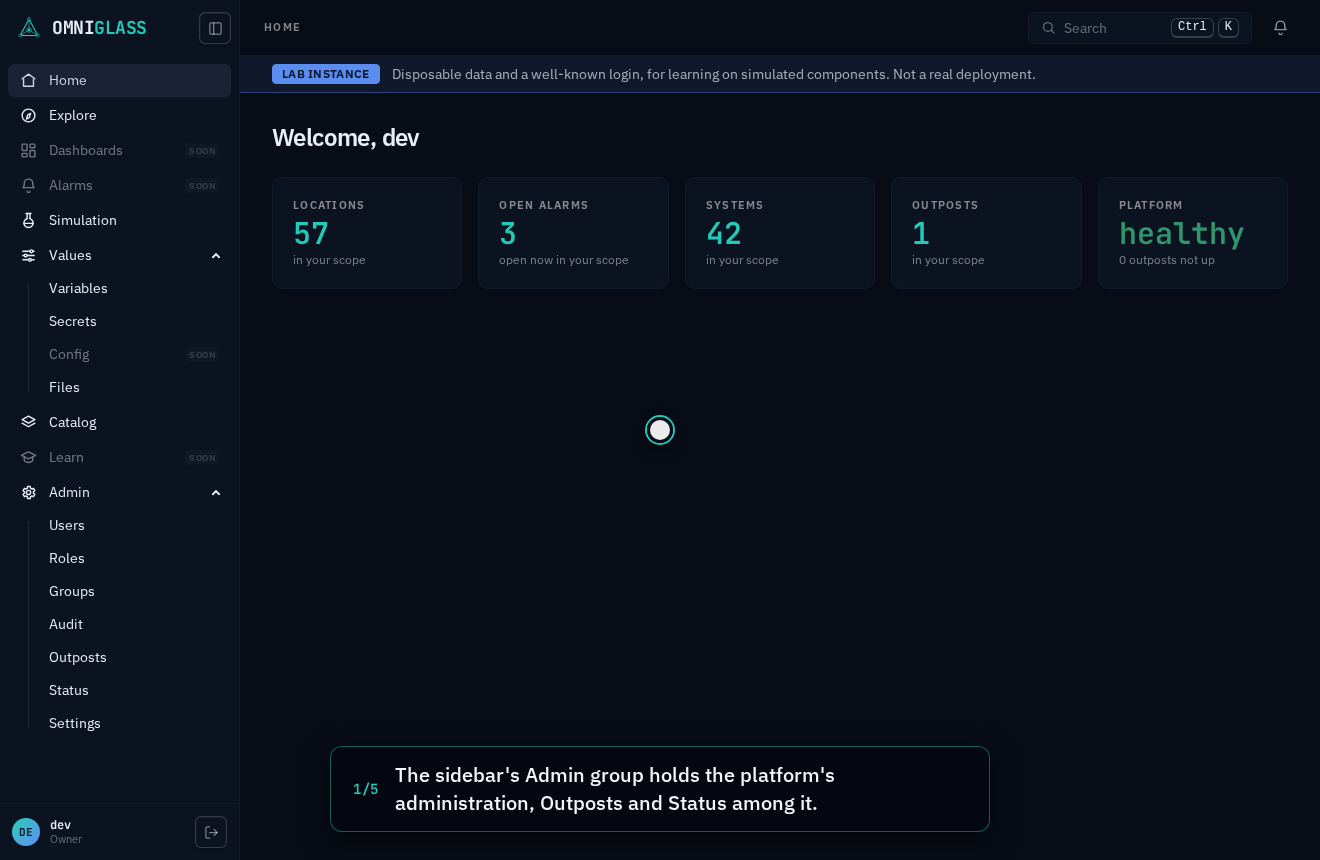 OMNIGLASS
HOME
Search
Ctrl K
LAB INSTANCE Disposable data and a well-known login, for learning on simulated components. Not a real deployment.
Home
Explore
Dashboards SOON
Alarms SOON
Simulation
Values
Variables
Secrets
Config SOON
Files
Catalog
Learn SOON
Admin
Users
Roles
Groups
Audit
Outposts
Status
Settings
DE
dev
Owner
Welcome, dev
LOCATIONS
57
in your scope
OPEN ALARMS
3
open now in your scope
SYSTEMS
42
in your scope
OUTPOSTS
1
in your scope
PLATFORM
healthy
0 outposts not up
1/5
The sidebar's Admin group holds the platform's
administration, Outposts and Status among it.